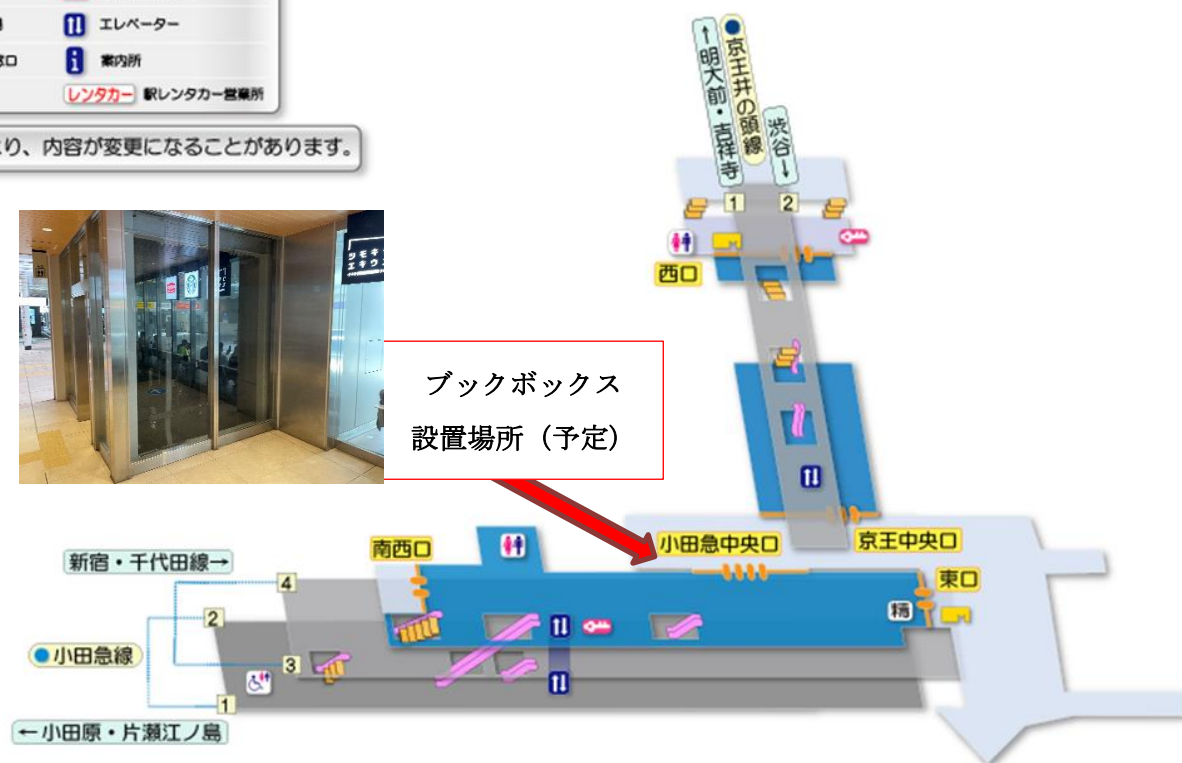 エレベーター
案内所
レンタカー 駅レンタカー営業所
り、内容が変更になることがあります。
↑明大前・吉祥寺
京王井の頭線
渋谷↓
1
2
西口
ブックボックス
設置場所（予定）
小田急中央口
京王中央口
南西口
東口
精
新宿・千代田線→
4
2
小田急線
3
1
←小田原・片瀬江ノ島